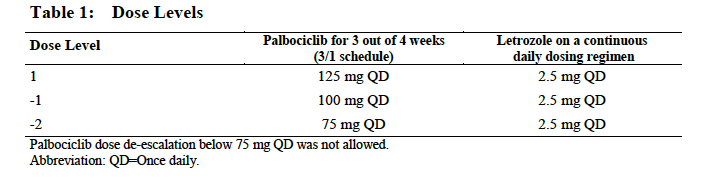 Table 1: Dose Levels
Dose Level Palbociclib for 3 out of 4 weeks (3/1 schedule) Letrozole on a continuous daily dosing regimen
1 125 mg QD 2.5 mg QD
-1 100 mg QD 2.5 mg QD
-2 75 mg QD 2.5 mg QD
Palbociclib dose de-escalation below 75 mg QD was not allowed.
Abbreviation: QD=Once daily.